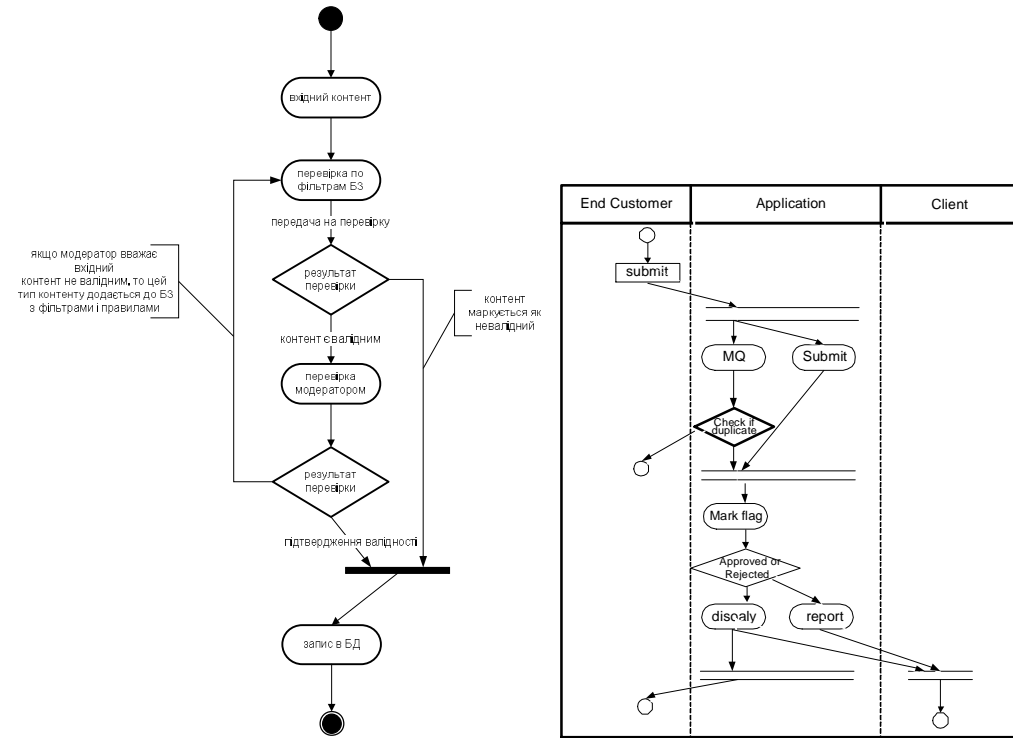 вхідний контент
перевірка по
фільтрам БЗ
передача на перевірку
якщо модератор вважає
вхідний
контент не валідним, то цей
тип контенту додається до БЗ
з фільтрами і правилами
результат
перевірки
контент
маркується як
невалідний
контент є валідним
перевірка
модератором
результат
перевірки
підтвердження валідності
запис в БД
End Customer
Application
Client
submit
MQ
Submit
Check if
duplicate
Mark flag
Approved or
Rejected
disqaly
report